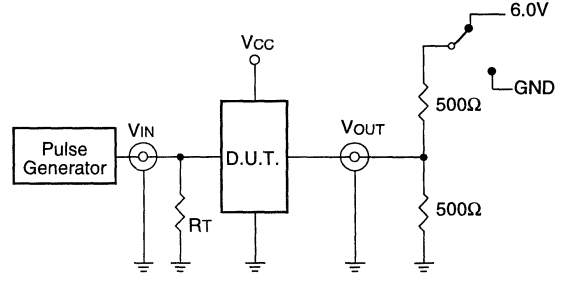 6.0V
VCC
GND
500Ω
VIN
VOUT
Pulse
Generator
D.U.T.
500Ω
RT